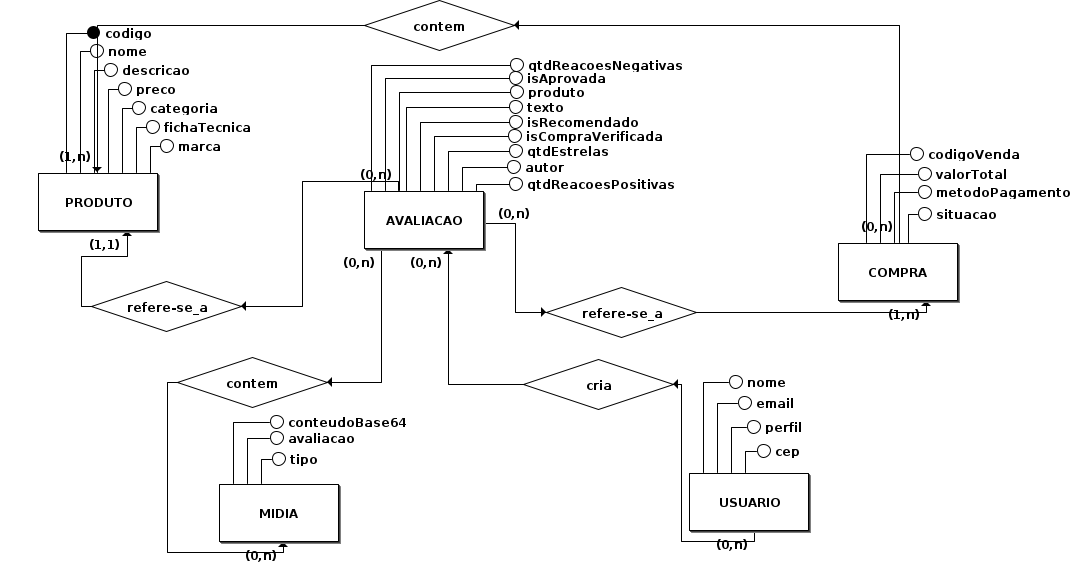 contem
codigo
nome
descricao
preco
categoria
fichaTecnica
marca
(1,n)
PRODUTO
(1,1)
qtdReacoesNegativas
isAprovada
produto
texto
isRecomendado
isCompraVerificada
qtdEstrelas
autor
qtdReacoesPositivas
(0,n)
AVALIACAO
(0,n)
(0,n)
(0,n)
codigoVenda
valorTotal
metodoPagamento
situacao
(0,n)
COMPRA
(1,n)
refere-se_a
refere-se_a
contem
cria
conteudoBase64
avaliacao
tipo
MIDIA
(0,n)
nome
email
perfil
cep
USUARIO
(0,n)